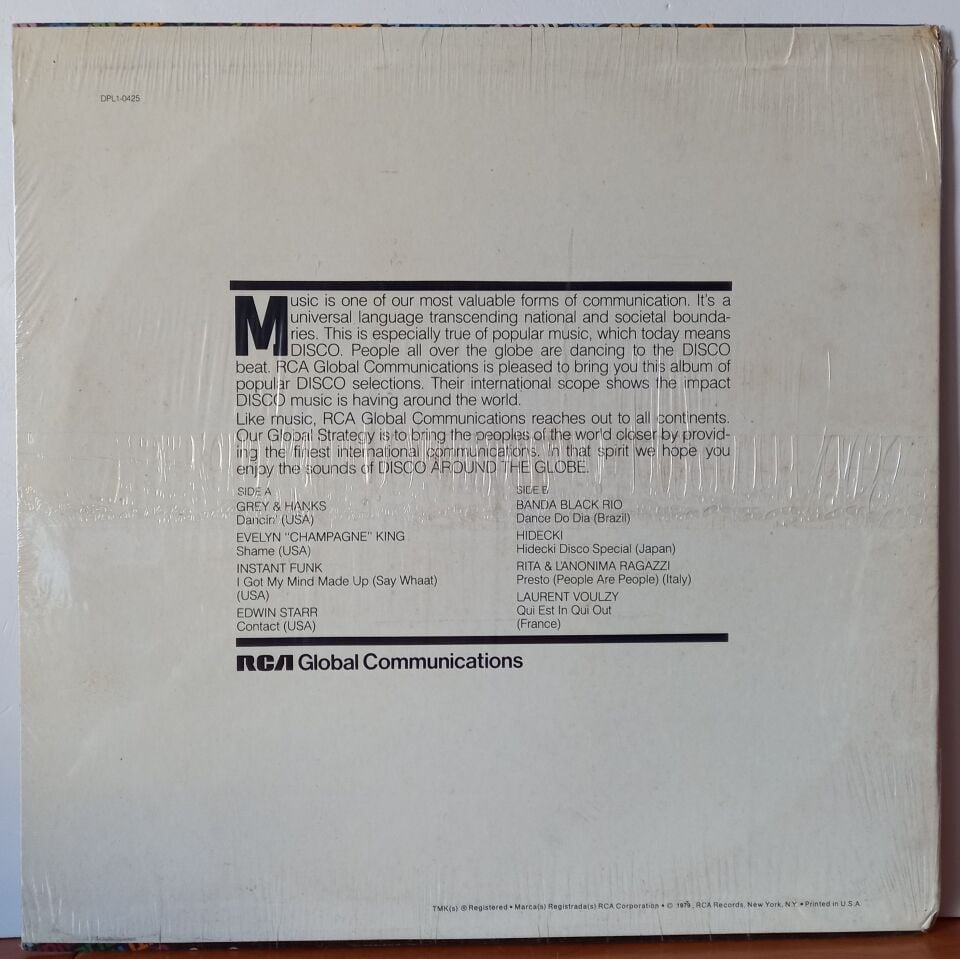 DPL1-0425
Music is one of our most valuable forms of communication. It's a
universal language transcending national and societal bounda-
ries. This is especially true of popular music, which today means
DISCO. People all over the globe are dancing to the DISCO
beat. RCA Global Communications is pleased to bring you this album of
popular DISCO selections. Their international scope shows the impact
DISCO music is having around the world.
Like music, RCA Global Communications reaches out to all continents.
Our Global Strategy is to bring the peoples of the world closer by provid-
ing the finest international communications. In that spirit we hope you
enjoy the sounds of DISCO AROUND THE GLOBE.
SIDE A
GREY & HANKS
Dancin' (USA)
EVELYN "CHAMPAGNE" KING
Shame (USA)
INSTANT FUNK
I Got My Mind Made Up (Say Whaat)
(USA)
EDWIN STARR
Contact (USA)
SIDE B
BANDA BLACK RIO
Dance Do Dia (Brazil)
HIDECKI
Hidecki Disco Special (Japan)
RITA & L'ANONIMA RAGAZZI
Presto (People Are People) (Italy)
LAURENT VOULZY
Qui Est In Qui Out
(France)
RCA Global Communications
TMK(s) ® Registered • Marca(s) Registrada(s) RCA Corporation • © 1979, RCA Records, New York, N.Y. • Printed in U.S.A.